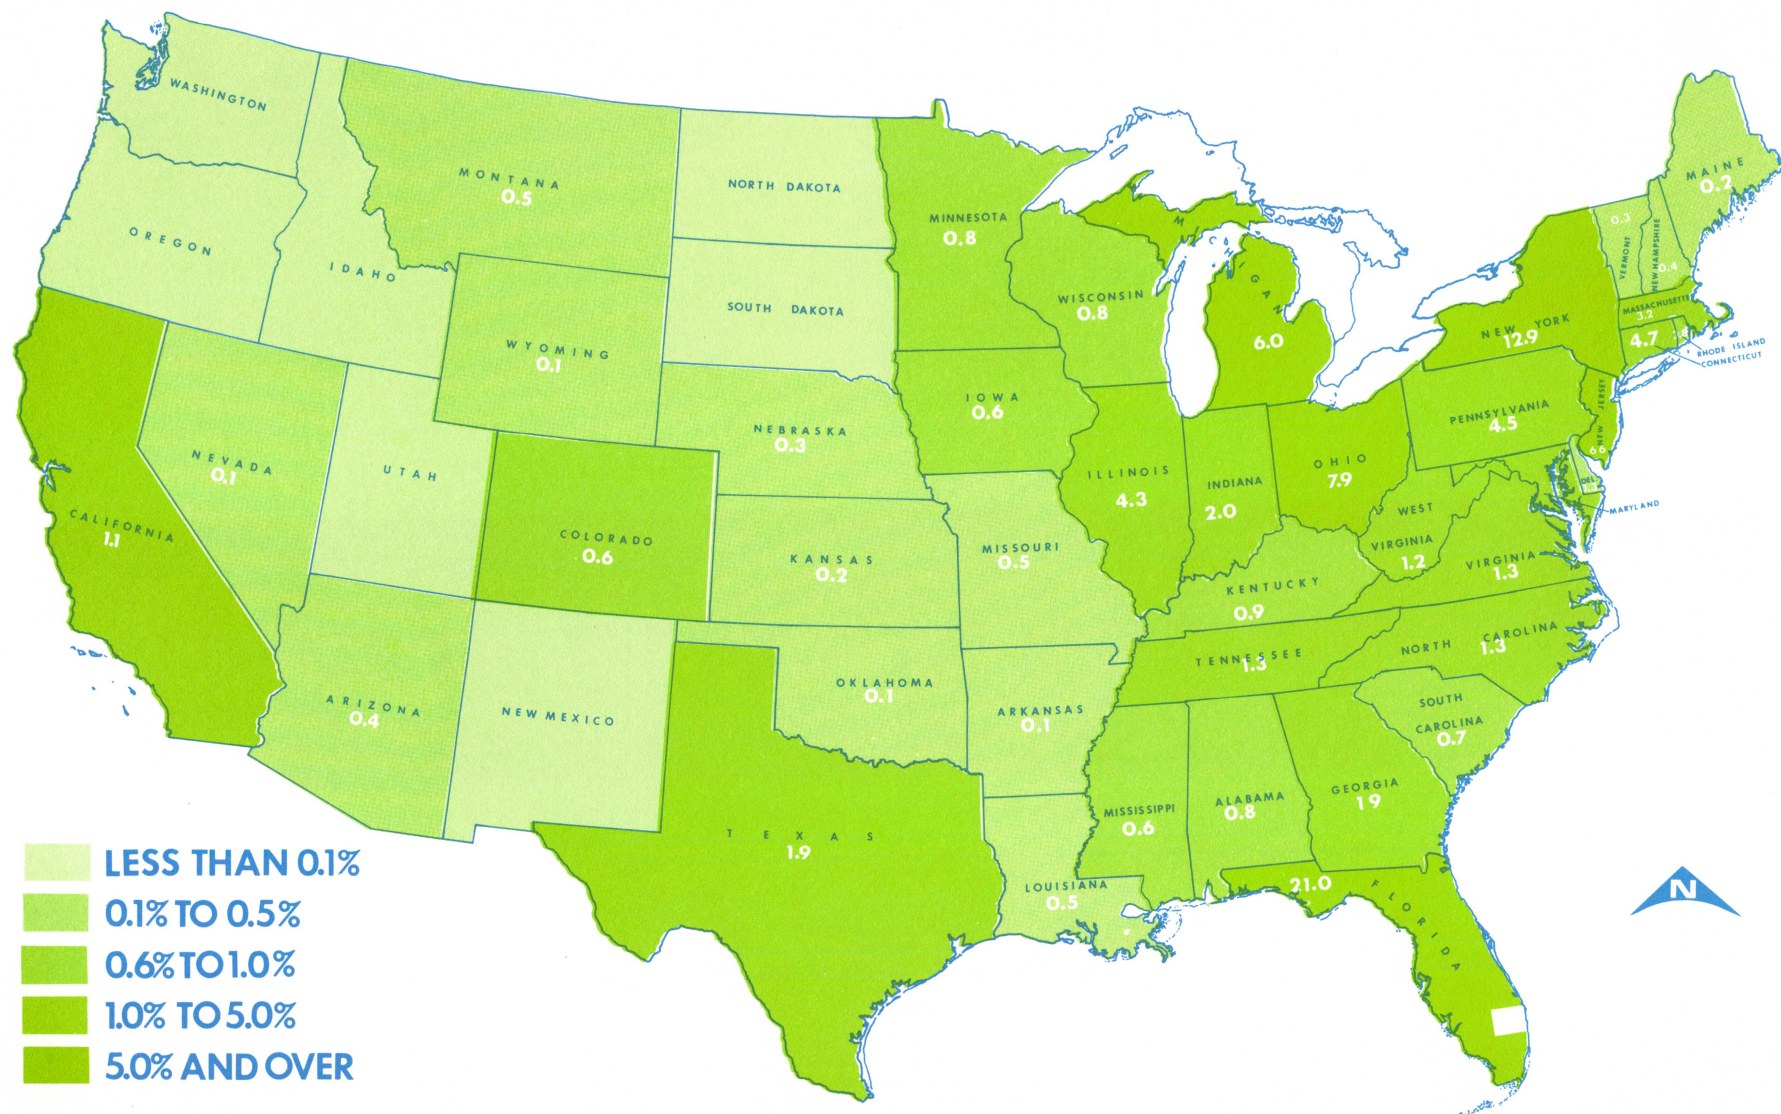 WASHINGTON
OREGON
IDAHO
MONTANA
0.5
NORTH DAKOTA
MINNESOTA
0.8
SOUTH DAKOTA
WYOMING
0.1
WISCONSIN
0.8
MICHIGAN
6.0
MAINE
0.2
0.3
VERMONT
NEW HAMPSHIRE
0.4
MASSACHUSETTS
3.2
NEW YORK
12.9
4.7
RHODE ISLAND
CONNECTICUT
CALIFORNIA
1.1
NEVADA
0.1
UTAH
COLORADO
0.6
NEBRASKA
0.3
IOWA
0.6
ILLINOIS
4.3
INDIANA
2.0
OHIO
7.9
PENNSYLVANIA
4.5
NEW JERSEY
6.6
DEL.
MARYLAND
KANSAS
0.2
MISSOURI
0.5
KENTUCKY
0.9
WEST
VIRGINIA
1.2
VIRGINIA
1.3
ARIZONA
0.4
NEW MEXICO
OKLAHOMA
0.1
ARKANSAS
0.1
TENNESSEE
1.3
NORTH CAROLINA
1.3
SOUTH
CAROLINA
0.7
TEXAS
1.9
LOUISIANA
0.5
MISSISSIPPI
0.6
ALABAMA
0.8
GEORGIA
1 9
21.0
FLORIDA
LESS THAN 0.1%
0.1% TO 0.5%
0.6% TO 1.0%
1.0% TO 5.0%
5.0% AND OVER
N